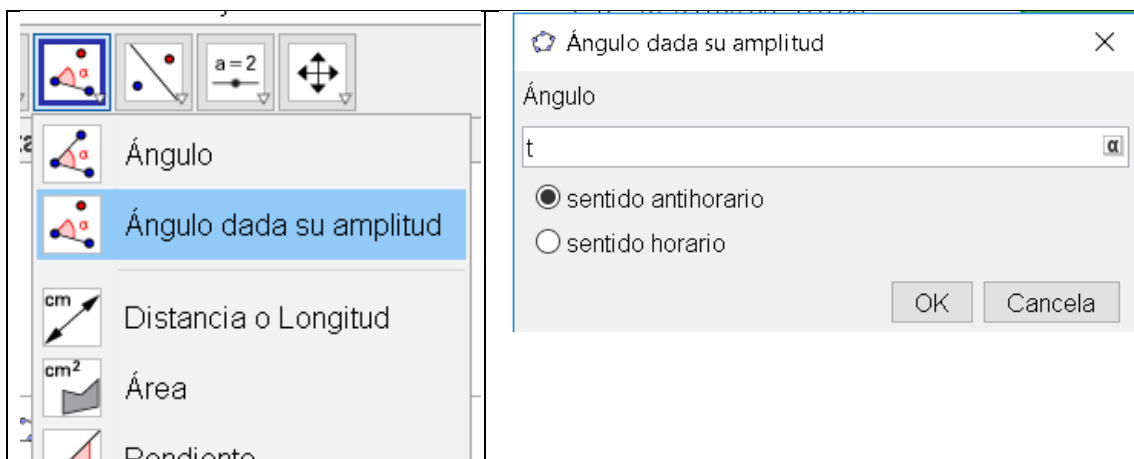 a = 2
α
Ángulo
α
Ángulo dada su amplitud
α
cm
Distancia o Longitud
cm²
Área
Pendiente
Ángulo dada su amplitud
Ángulo
t
α
sentido antihorario
sentido horario
OK
Cancela